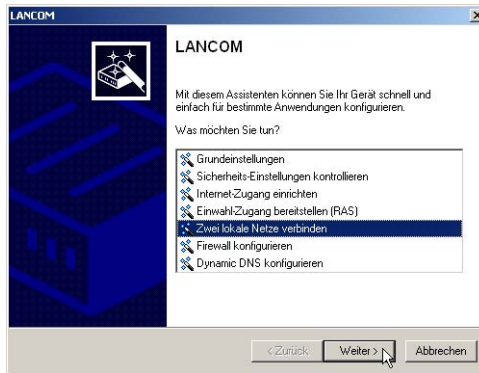 LANCOM
LANCOM
Mit diesem Assistenten können Sie Ihr Gerät schnell und
einfach für bestimmte Anwendungen konfigurieren.
Was möchten Sie tun?
Grundeinstellungen
Sicherheits-Einstellungen kontrollieren
Internet-Zugang einrichten
Einwahl-Zugang bereitstellen (RAS)
Zwei lokale Netze verbinden
Firewall konfigurieren
Dynamic DNS konfigurieren
< Zurück Weiter > Abbrechen